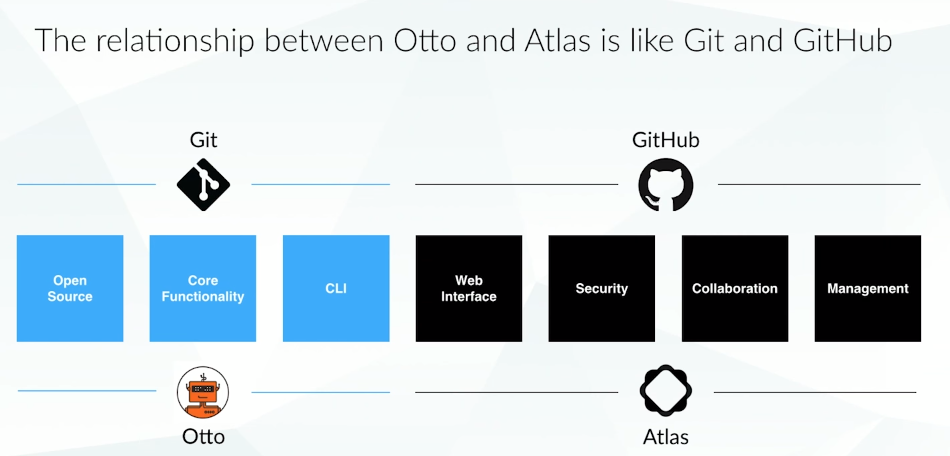 The relationship between Otto and Atlas is like Git and GitHub
Git
GitHub
Open
Source
Core
Functionality
CLI
Web
Interface
Security
Collaboration
Management
Otto
Atlas